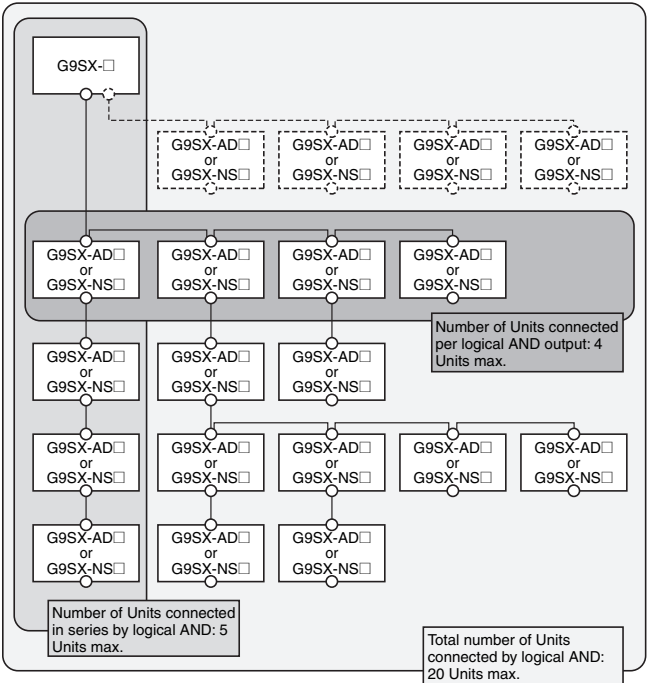 G9SX-□
G9SX-AD□
or
G9SX-NS□
G9SX-AD□
or
G9SX-NS□
G9SX-AD□
or
G9SX-NS□
G9SX-AD□
or
G9SX-NS□
G9SX-AD□
or
G9SX-NS□
G9SX-AD□
or
G9SX-NS□
G9SX-AD□
or
G9SX-NS□
G9SX-AD□
or
G9SX-NS□
Number of Units connected
per logical AND output: 4
Units max.
G9SX-AD□
or
G9SX-NS□
G9SX-AD□
or
G9SX-NS□
G9SX-AD□
or
G9SX-NS□
G9SX-AD□
or
G9SX-NS□
G9SX-AD□
or
G9SX-NS□
G9SX-AD□
or
G9SX-NS□
G9SX-AD□
or
G9SX-NS□
G9SX-AD□
or
G9SX-NS□
G9SX-AD□
or
G9SX-NS□
G9SX-AD□
or
G9SX-NS□
G9SX-AD□
or
G9SX-NS□
Number of Units connected
in series by logical AND: 5
Units max.
Total number of Units
connected by logical AND:
20 Units max.